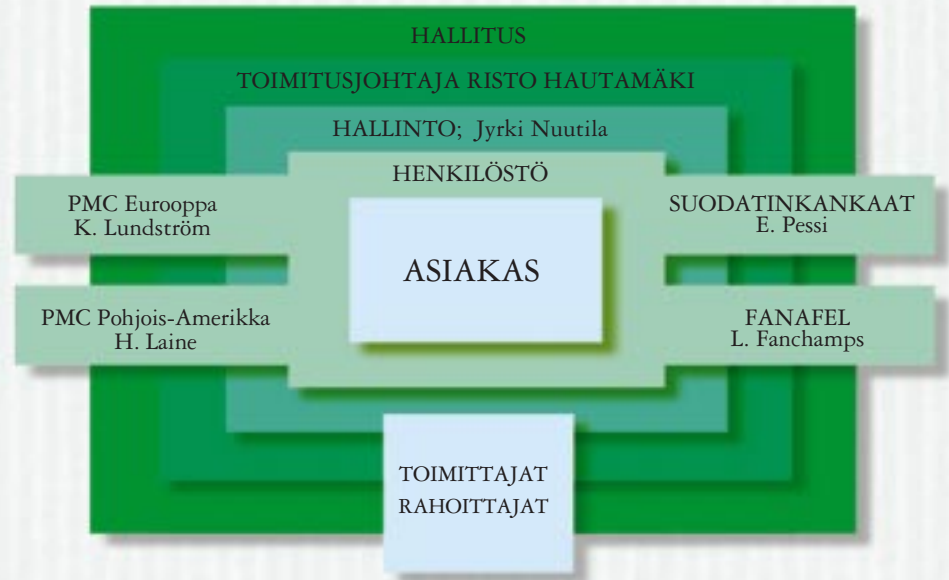 HALLITUS
TOIMITUSJOHTAJA RISTO HAUTAMÄKI
HALLINTO; Jyrki Nuutila
HENKILÖSTÖ
PMC Eurooppa
K. Lundström
SUODATINKANKAAT
E. Pessi
ASIAKAS
PMC Pohjois-Amerikka
H. Laine
FANAFEL
L. Fanchamps
TOIMITTAJAT
RAHOITTAJAT